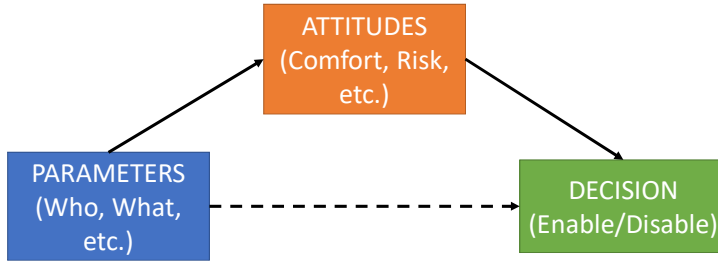 ATTITUDES
(Comfort, Risk,
etc.)
PARAMETERS
(Who, What,
etc.)
DECISION
(Enable/Disable)